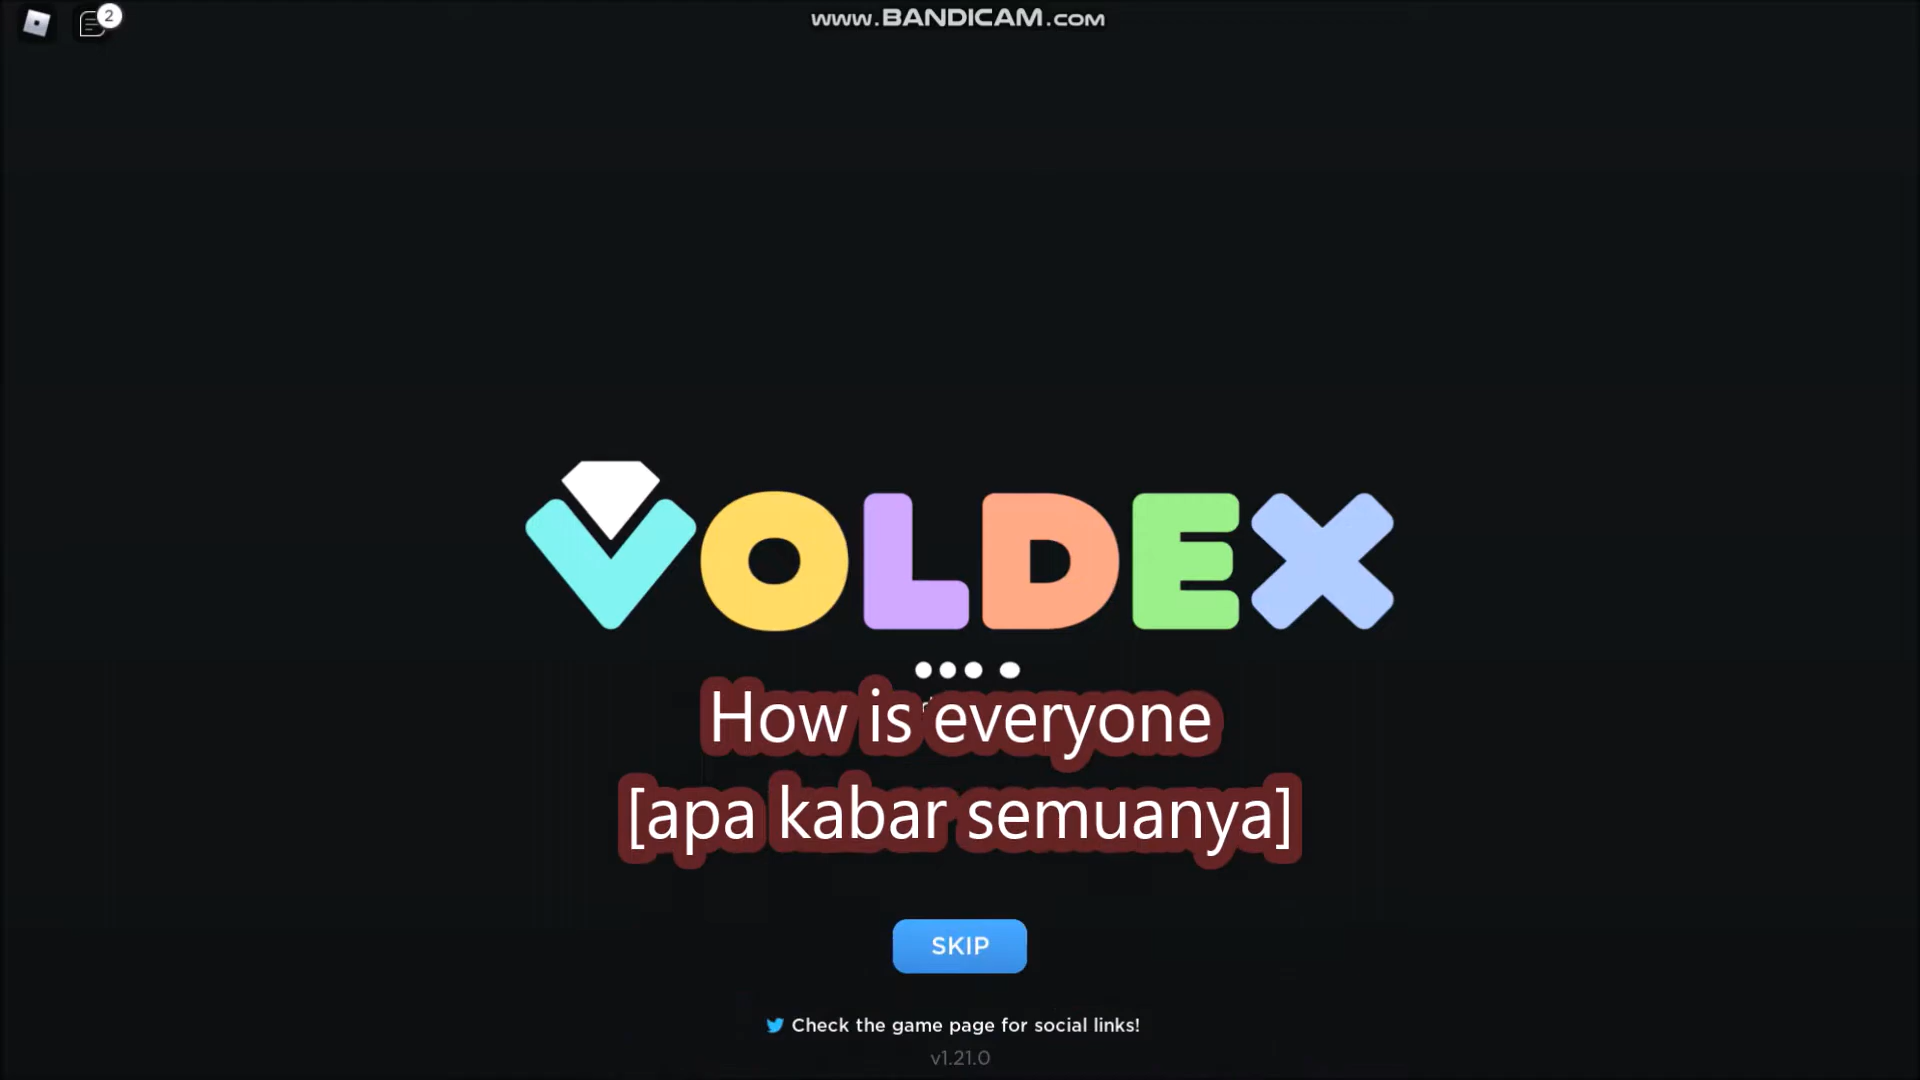 2
www.BANDICAM.com
VOLDEX
How is everyone
[apa kabar semuanya]
SKIP
Check the game page for social links!
v1.21.0